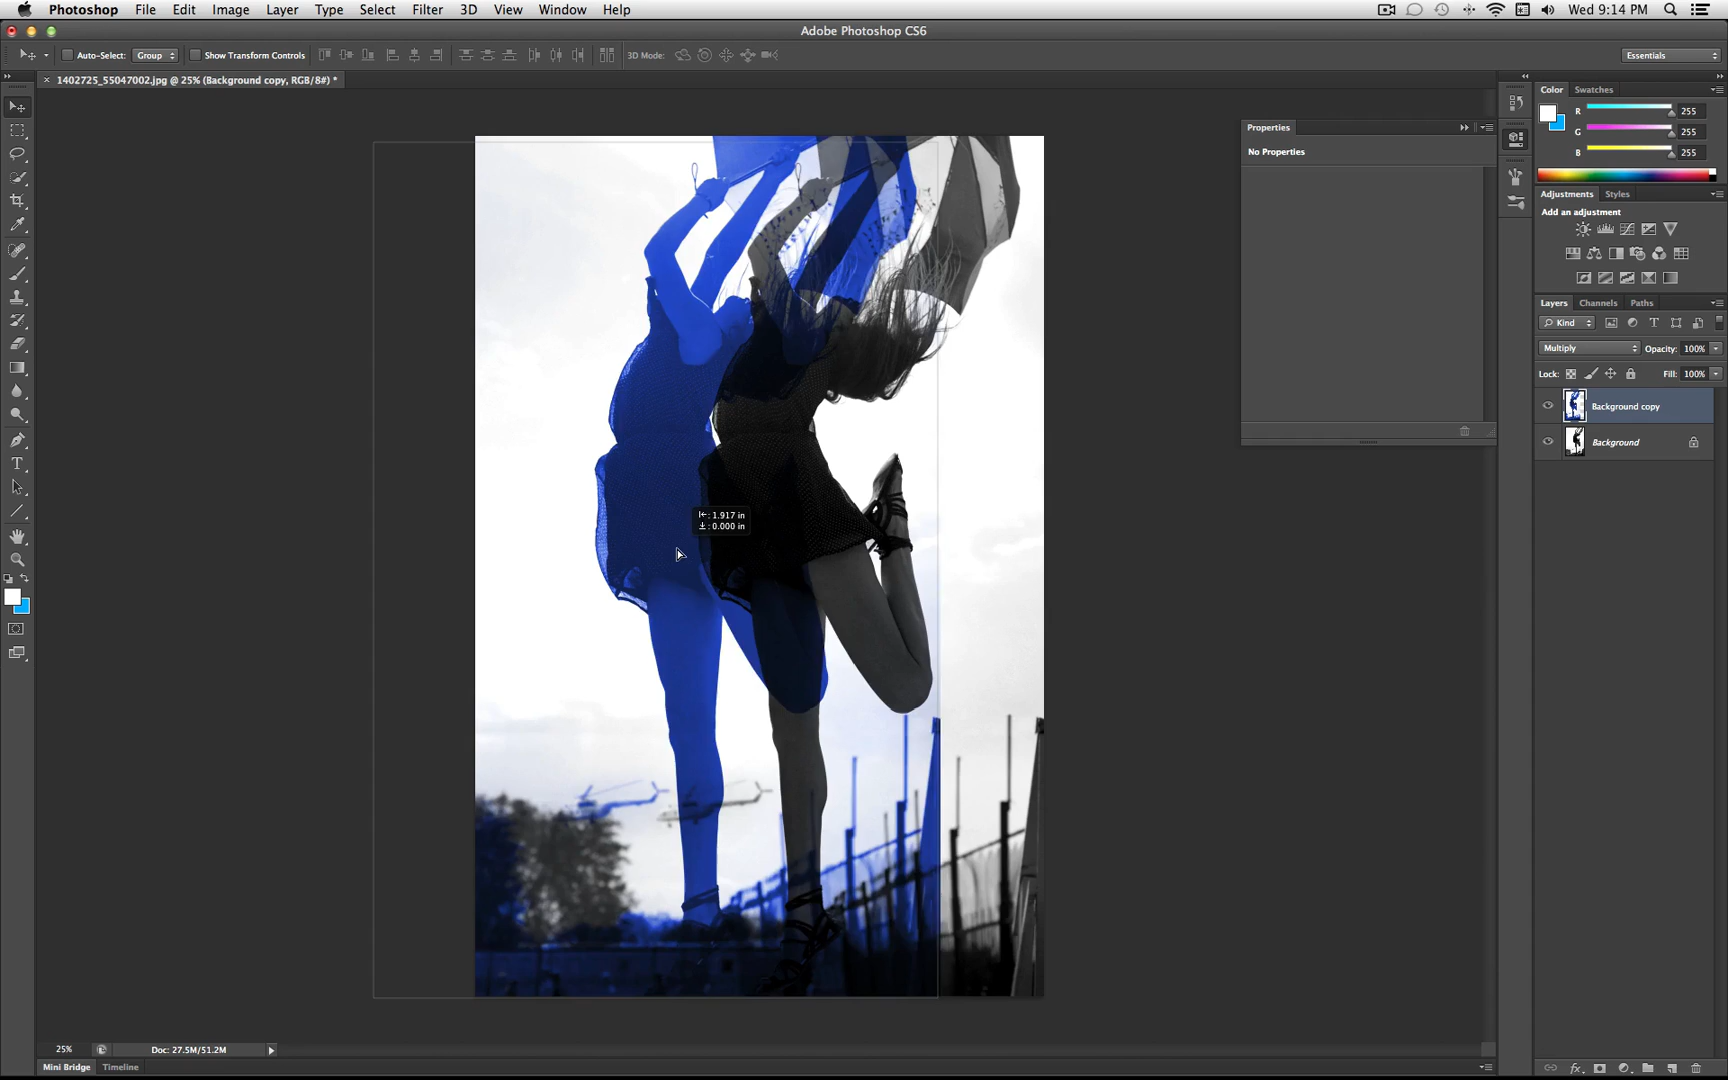 Photoshop File Edit Image Layer Type Select Filter 3D View Window Help Wed 9:14 PM
Adobe Photoshop CS6
Auto-Select: Group Show Transform Controls 3D Mode: Essentials
× 1402725_55047002.jpg @ 25% (Background copy, RGB/8#) *
Color Swatches
R 255
G 255
B 255
Properties
No Properties
Adjustments Styles
Add an adjustment
Layers Channels Paths
Kind
Multiply Opacity: 100%
Lock: Fill: 100%
Background copy
Background
: 1.917 in
: 0.000 in
25% Doc: 27.5M/51.2M
Mini Bridge Timeline